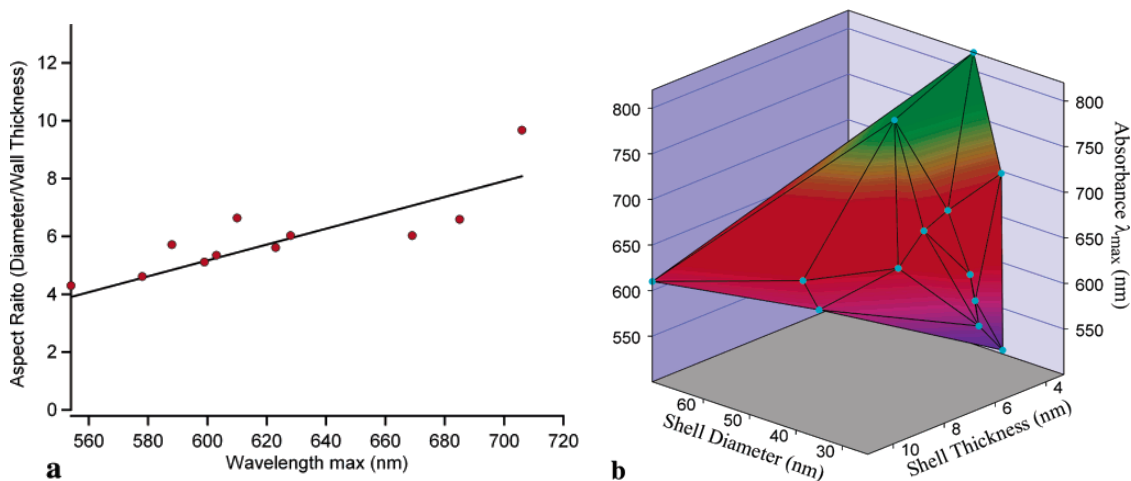 Aspect Raito (Diameter/Wall Thickness)
12
10
8
6
4
2
0
560 580 600 620 640 660 680 700 720
Wavelength max (nm)
a
800
750
700
650
600
550
800
750
700
650
600
550
Absorbance λmax (nm)
60 50 40 30
Shell Diameter (nm)
10 8 6 4
Shell Thickness (nm)
b